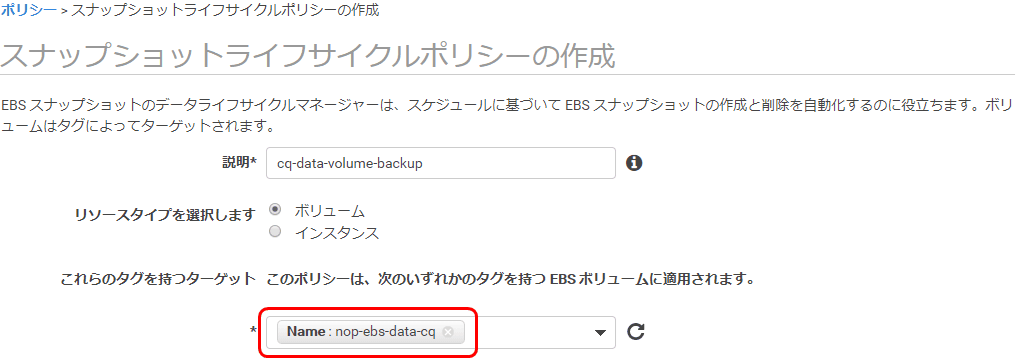 ポリシー > スナップショットライフサイクルポリシーの作成
スナップショットライフサイクルポリシーの作成
EBS スナップショットのデータライフサイクルマネージャーは、スケジュールに基づいて EBS スナップショットの作成と削除を自動化するのに役立ちます。ボリ
ュームはタグによってターゲットされます。
説明* cq-data-volume-backup
リソースタイプを選択します ボリューム
インスタンス
これらのタグを持つターゲット このポリシーは、次のいずれかのタグを持つ EBS ボリュームに適用されます。
* Name : nop-ebs-data-cq